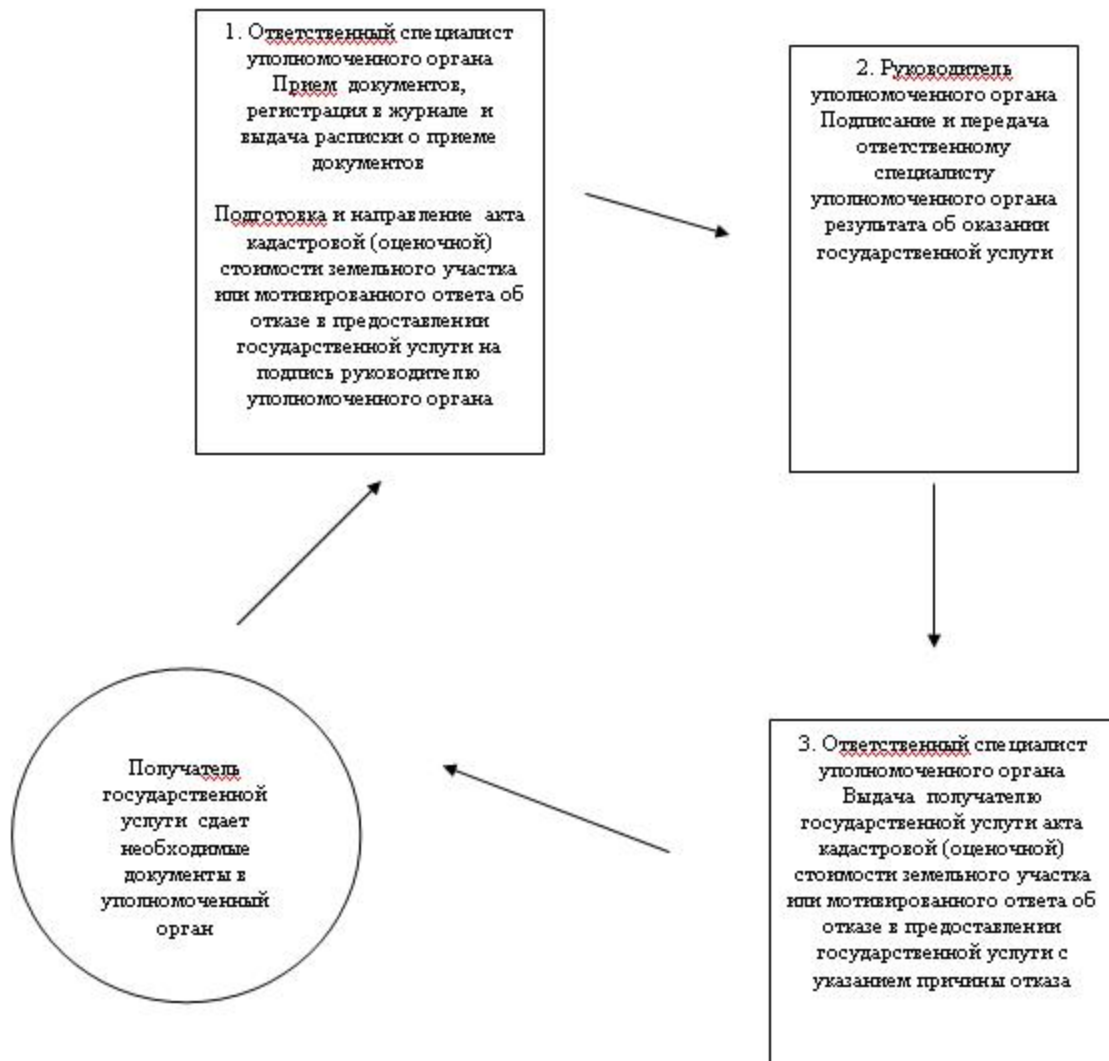 1. Ответственный специалист
уполномоченного органа
Прием документов,
регистрация в журнале и
выдача расписки о приеме
документов
Подготовка и направление акта
кадастровой (оценочной)
стоимости земельного участка
или мотивированного ответа об
отказе в предоставлении
государственной услуги на
подпись руководителю
уполномоченного органа
2. Руководитель
уполномоченного органа
Подписание и передача
ответственному
специалисту
уполномоченного органа
результата об оказании
государственной услуги
3. Ответственный специалист
уполномоченного органа
Выдача получателю
государственной услуги акта
кадастровой (оценочной)
стоимости земельного участка
или мотивированного ответа об
отказе в предоставлении
государственной услуги с
указанием причины отказа
Получатель
государственной
услуги сдает
необходимые
документы в
уполномоченный
орган